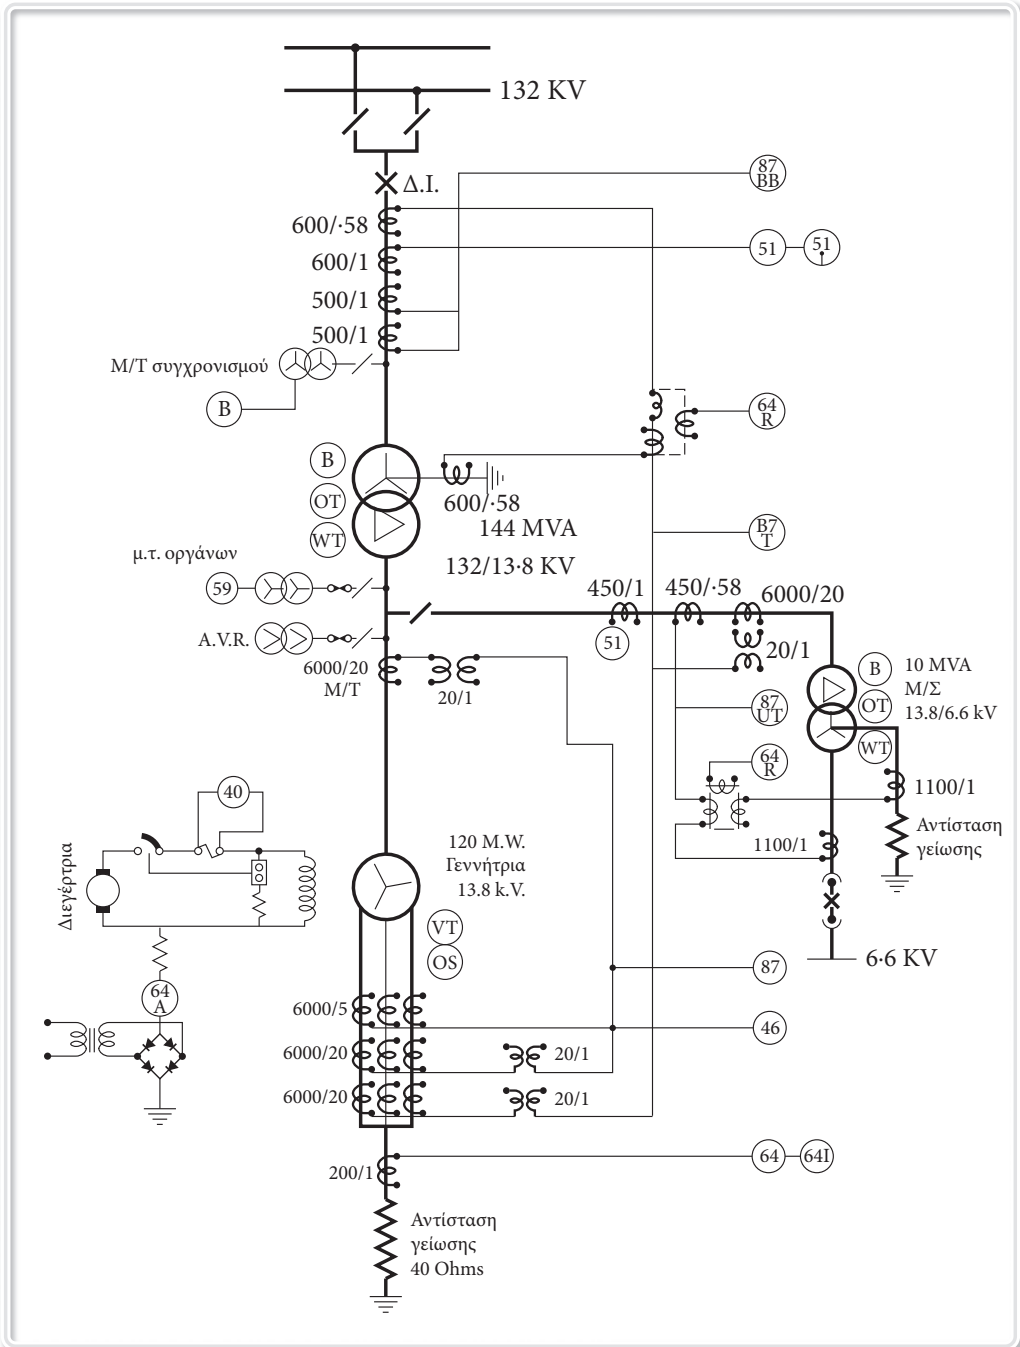 132 KV
Δ.Ι.
87
BB
600/·58
600/1
51
51
500/1
500/1
Μ/Τ συγχρονισμού
B
64
R
B
OT
WT
600/·58
144 MVA
132/13·8 KV
B7
T
μ.τ. οργάνων
59
A.V.R.
450/1
450/·58
6000/20
51
20/1
6000/20
Μ/Τ
20/1
B
OT
WT
10 MVA
Μ/Σ
13.8/6.6 kV
87
UT
64
R
1100/1
1100/1
Αντίσταση
γείωσης
40
Διεγέρτρια
120 M.W.
Γεννήτρια
13.8 k.V.
VT
OS
6·6 KV
87
64
A
6000/5
46
6000/20
20/1
6000/20
20/1
200/1
64
64I
Αντίσταση
γείωσης
40 Ohms